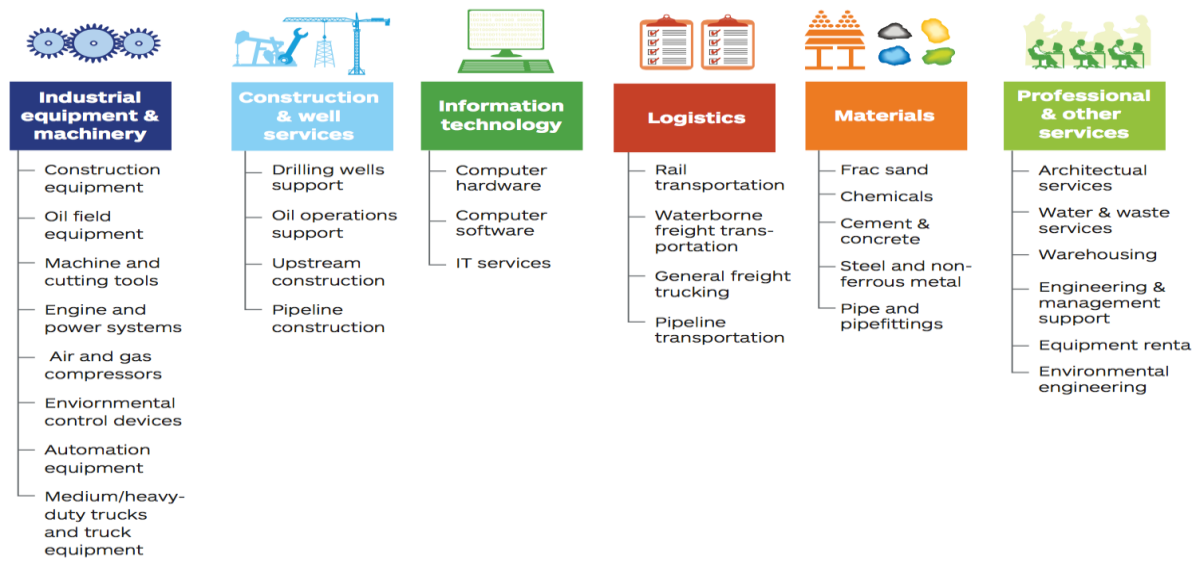 Industrial
equipment &
machinery
Construction
equipment
Oil field
equipment
Machine and
cutting tools
Engine and
power systems
Air and gas
compressors
Enviornmental
control devices
Automation
equipment
Medium/heavy-
duty trucks
and truck
equipment
Construction
& well
services
Drilling wells
support
Oil operations
support
Upstream
construction
Pipeline
construction
Information
technology
Computer
hardware
Computer
software
IT services
Logistics
Rail
transportation
Waterborne
freight trans-
portation
General freight
trucking
Pipeline
transportation
Materials
Frac sand
Chemicals
Cement &
concrete
Steel and non-
ferrous metal
Pipe and
pipefittings
Professional
& other
services
Architectual
services
Water & waste
services
Warehousing
Engineering &
management
support
Equipment renta
Environmental
engineering